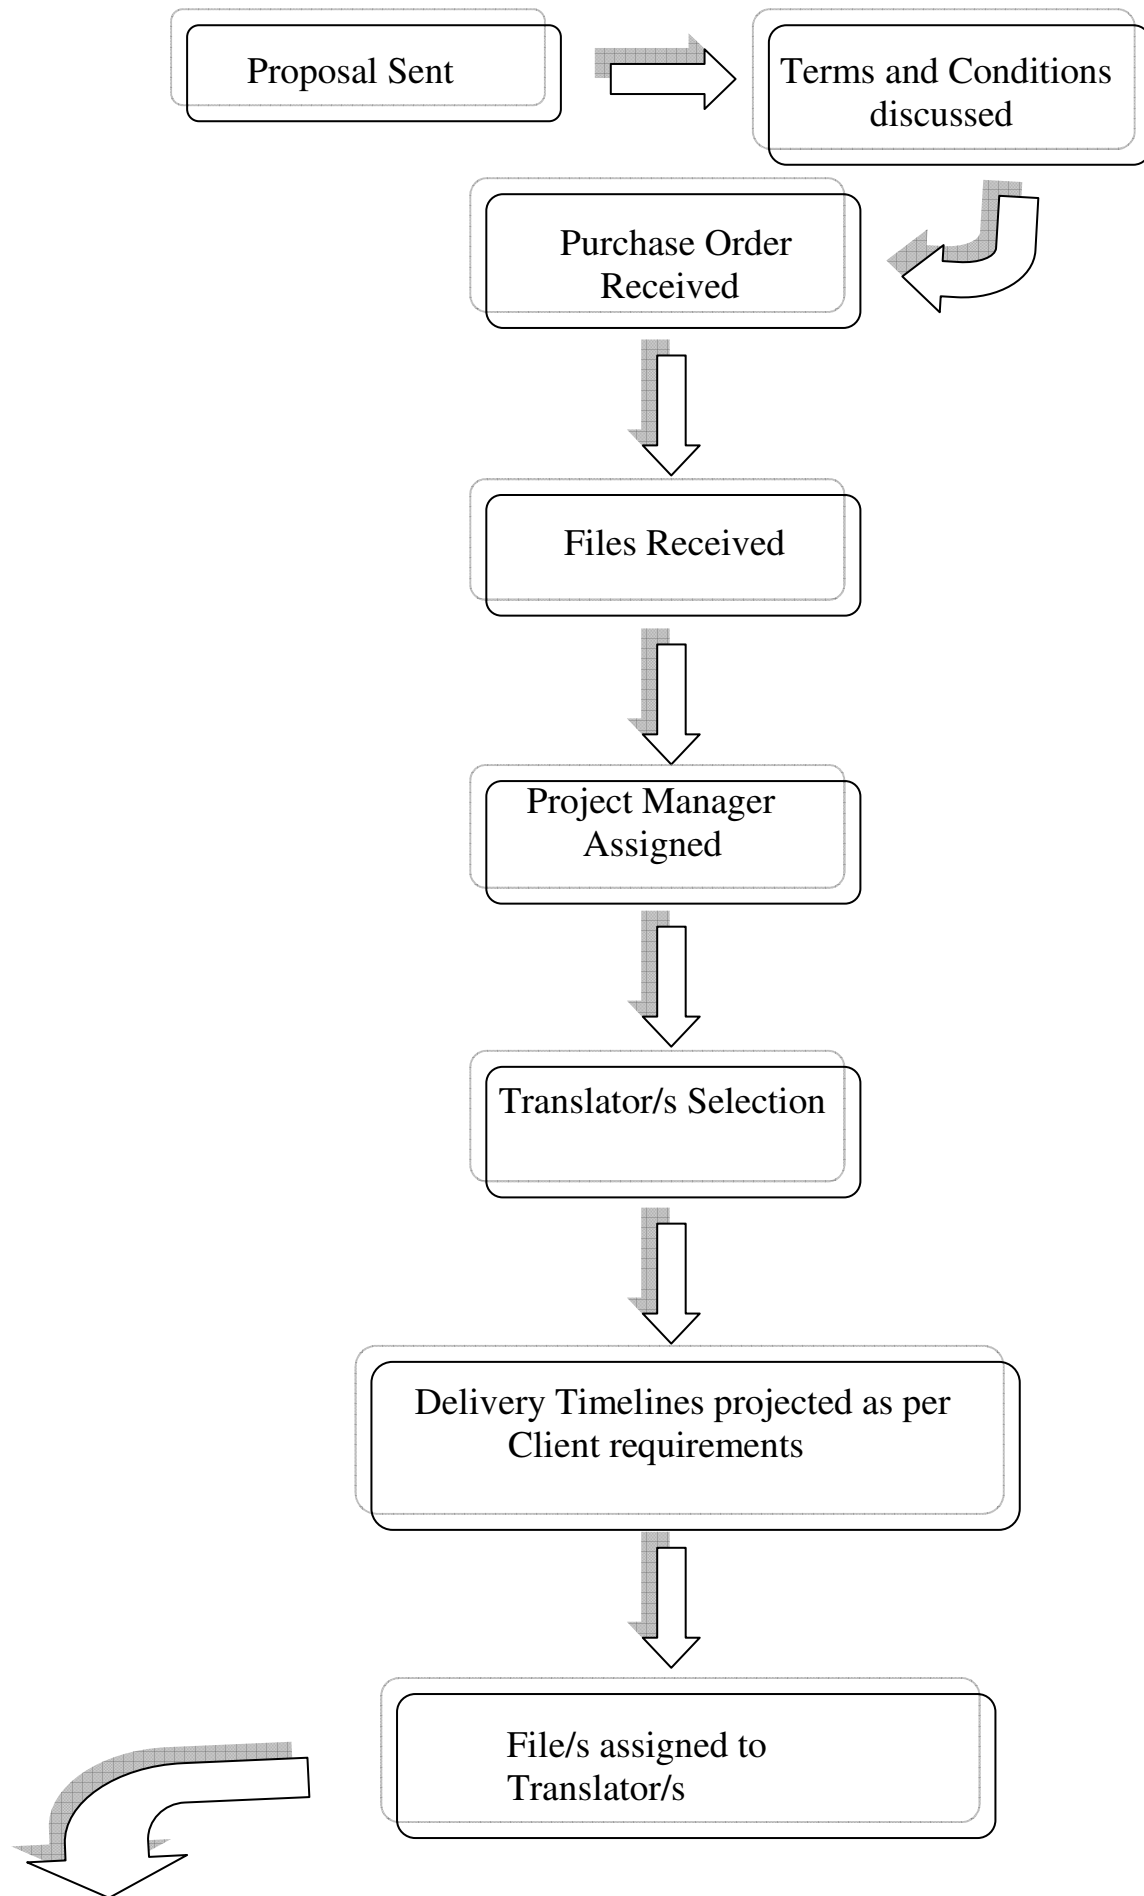 Proposal Sent
Terms and Conditions
discussed
Purchase Order
Received
Files Received
Project Manager
Assigned
Translator/s Selection
Delivery Timelines projected as per
Client requirements
File/s assigned to
Translator/s